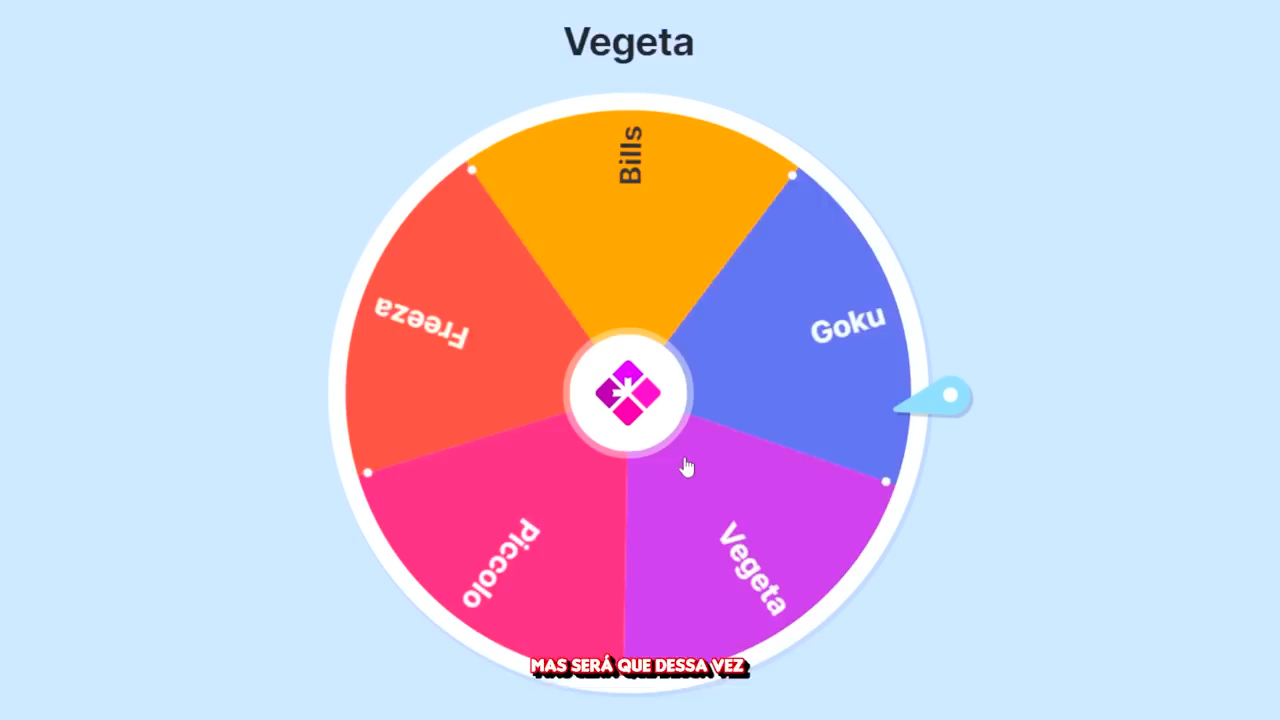 Vegeta
Bills
Goku
Freeza
Piccolo
Vegeta
MAS SERÁ QUE DESSA VEZ